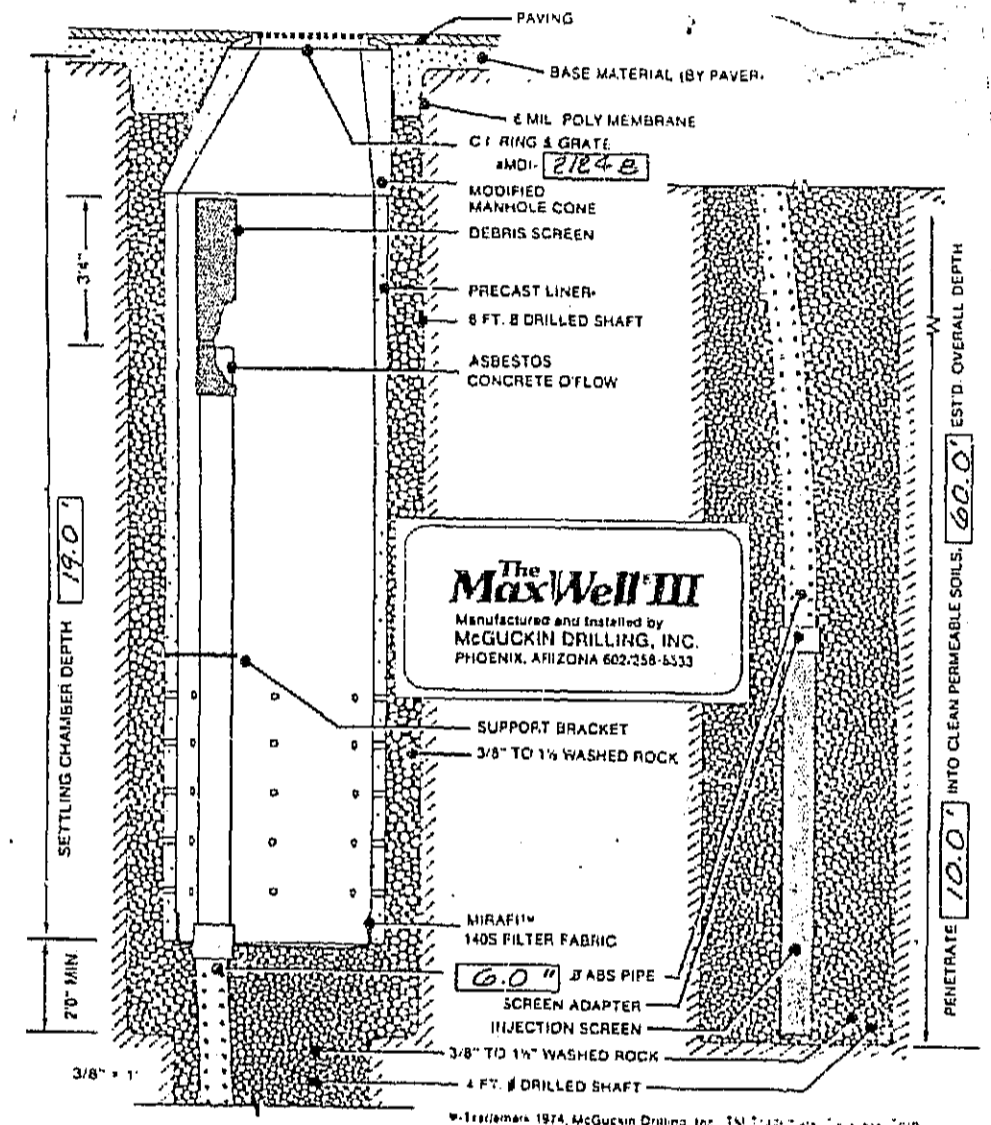 PAVING
BASE MATERIAL (BY PAVER.
6 MIL. POLY MEMBRANE
C.I. RING & GRATE
#MDI- 2124-B
MODIFIED
MANHOLE CONE
DEBRIS SCREEN
3'4"
PRECAST LINER
6 FT. Ø DRILLED SHAFT
ASBESTOS
CONCRETE O'FLOW
The
MaxWell® III
Manufactured and Installed by
McGUCKIN DRILLING, INC.
PHOENIX, ARIZONA 602/258-5333
SETTLING CHAMBER DEPTH 19.0'
SUPPORT BRACKET
3/8" TO 1½ WASHED ROCK
MIRAFI™
140S FILTER FABRIC
2'0" MIN
6.0" Ø ABS PIPE
SCREEN ADAPTER
INJECTION SCREEN
3/8" TO 1½" WASHED ROCK
3/8" = 1'
4 FT. Ø DRILLED SHAFT
PENETRATE 10.0' INTO CLEAN PERMEABLE SOILS, 60.0' EST'D. OVERALL DEPTH
Trademark 1974, McGuckin Drilling, Inc.